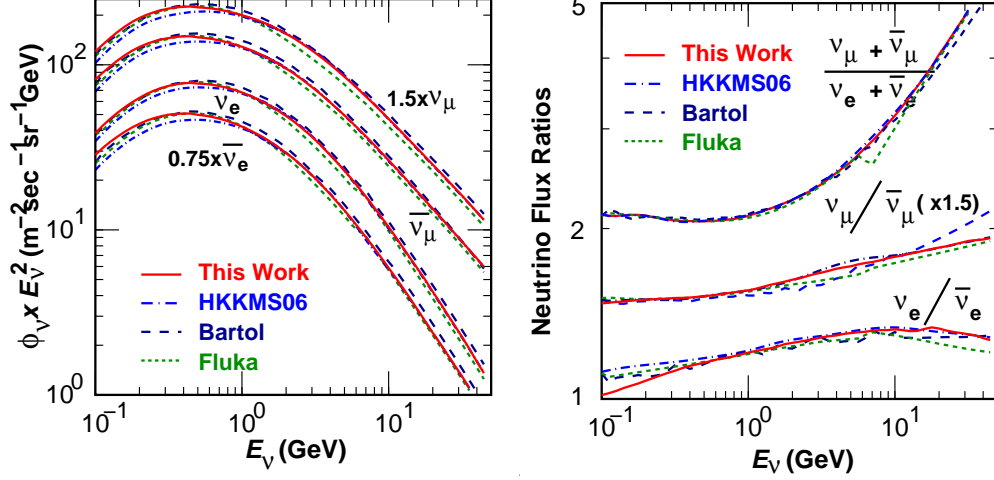 ϕν x Eν² (m⁻²sec⁻¹sr⁻¹GeV)
10²
10¹
10⁰
1.5xνμ
νe
0.75xν̅e
ν̅μ
This Work
HKKMS06
Bartol
Fluka
10⁻¹ 10⁰ 10¹
Eν (GeV)
Neutrino Flux Ratios
5
2
1
This Work
HKKMS06
Bartol
Fluka
νμ + ν̅μ
νe + ν̅e
νμ / ν̅μ (x1.5)
νe / ν̅e
10⁻¹ 10⁰ 10¹
Eν (GeV)